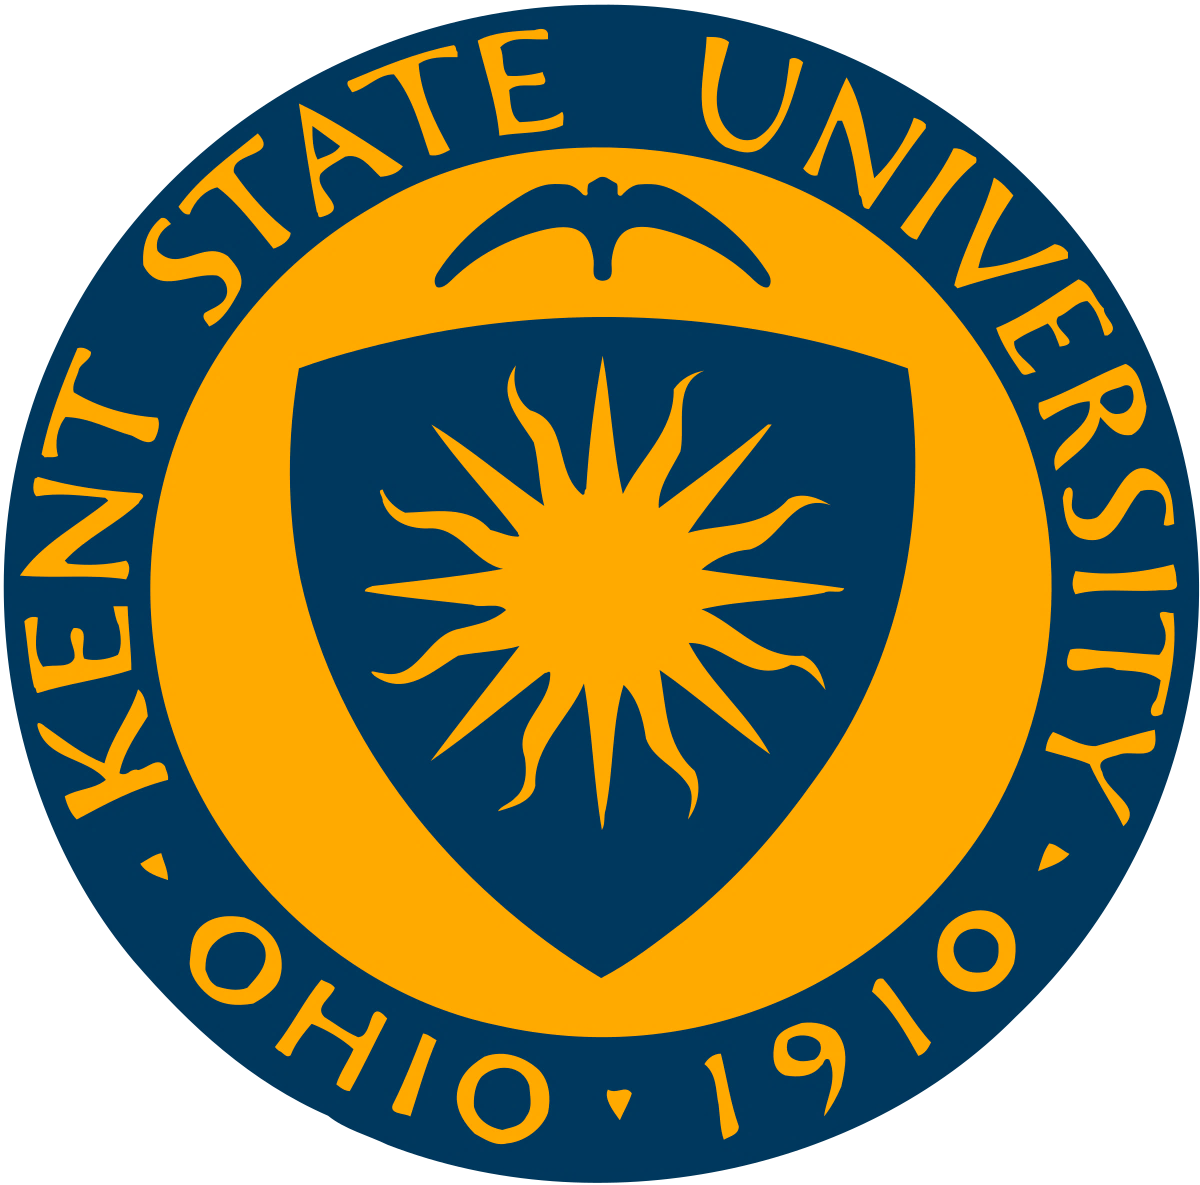 KENT STATE UNIVERSITY
· OHIO · 1910 ·